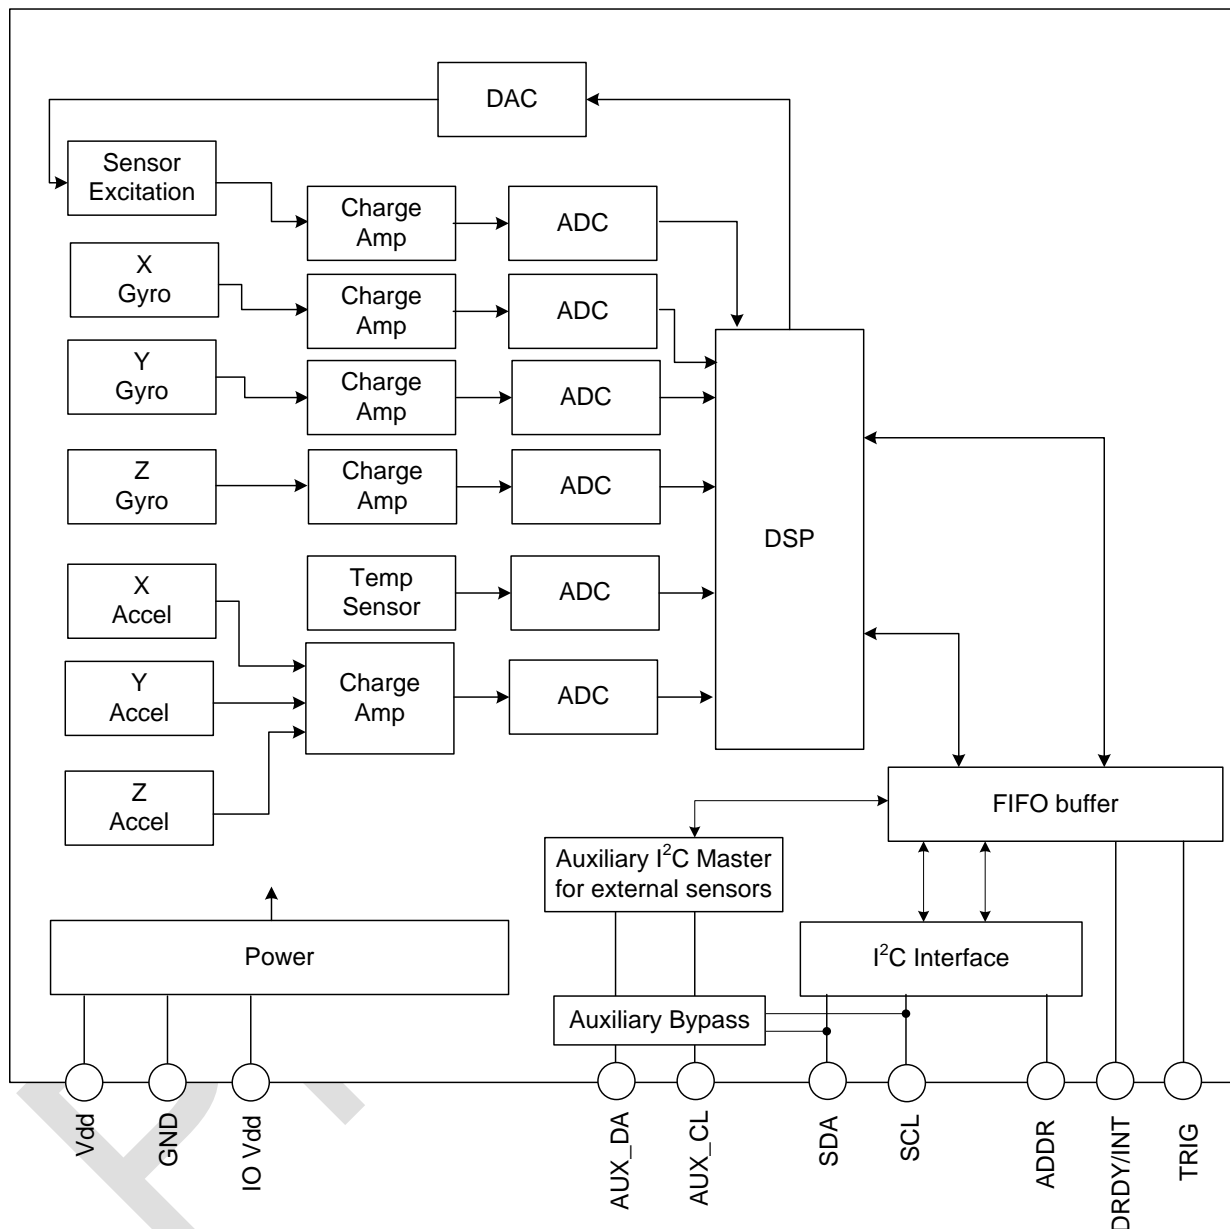 DAC
Sensor
Excitation
Charge
Amp
ADC
X
Gyro
Charge
Amp
ADC
Y
Gyro
Charge
Amp
ADC
Z
Gyro
Charge
Amp
ADC
DSP
X
Accel
Temp
Sensor
ADC
Y
Accel
Charge
Amp
ADC
Z
Accel
FIFO buffer
Auxiliary I²C Master
for external sensors
Power
I²C Interface
Auxiliary Bypass
Vdd
GND
IO Vdd
AUX_DA
AUX_CL
SDA
SCL
ADDR
DRDY/INT
TRIG